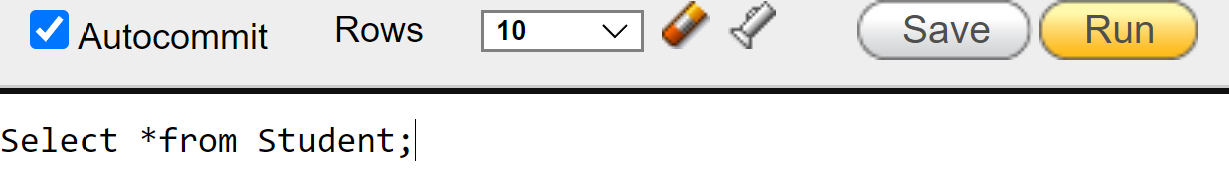 Autocommit Rows 10 Save Run
Select *from Student;